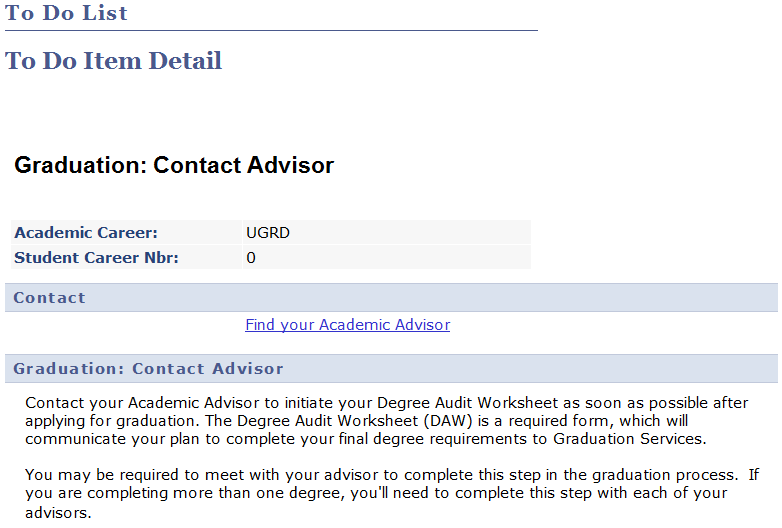 To Do List
To Do Item Detail
Graduation: Contact Advisor
Academic Career: UGRD
Student Career Nbr: 0
Contact
Find your Academic Advisor
Graduation: Contact Advisor
Contact your Academic Advisor to initiate your Degree Audit Worksheet as soon as possible after
applying for graduation. The Degree Audit Worksheet (DAW) is a required form, which will
communicate your plan to complete your final degree requirements to Graduation Services.
You may be required to meet with your advisor to complete this step in the graduation process.  If
you are completing more than one degree, you'll need to complete this step with each of your
advisors.